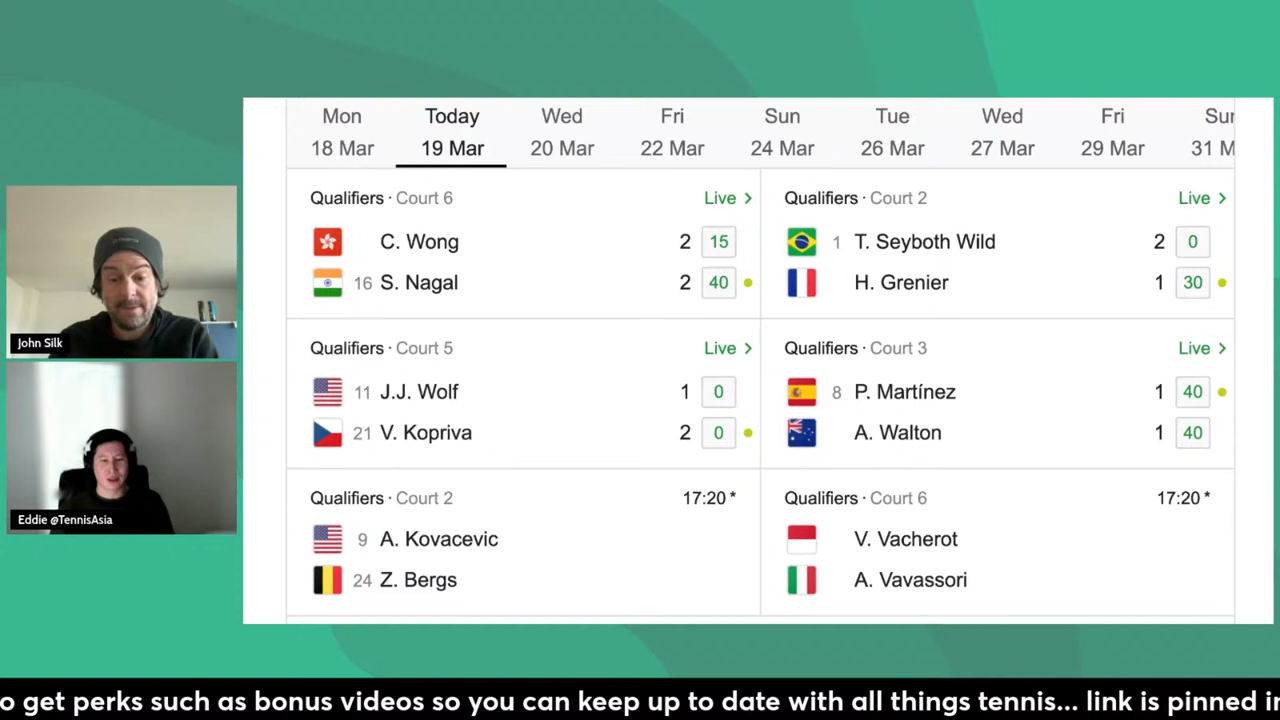 Mon
18 Mar
Today
19 Mar
Wed
20 Mar
Fri
22 Mar
Sun
24 Mar
Tue
26 Mar
Wed
27 Mar
Fri
29 Mar
Sun
31 M
Qualifiers · Court 6 Live >
C. Wong 2 15
16 S. Nagal 2 40
Qualifiers · Court 2 Live >
1 T. Seyboth Wild 2 0
H. Grenier 1 30
Qualifiers · Court 5 Live >
11 J.J. Wolf 1 0
21 V. Kopriva 2 0
Qualifiers · Court 3 Live >
8 P. Martínez 1 40
A. Walton 1 40
Qualifiers · Court 2 17:20 *
9 A. Kovacevic
24 Z. Bergs
Qualifiers · Court 6 17:20 *
V. Vacherot
A. Vavassori
John Silk
Eddie @TennisAsia
o get perks such as bonus videos so you can keep up to date with all things tennis... link is pinned in